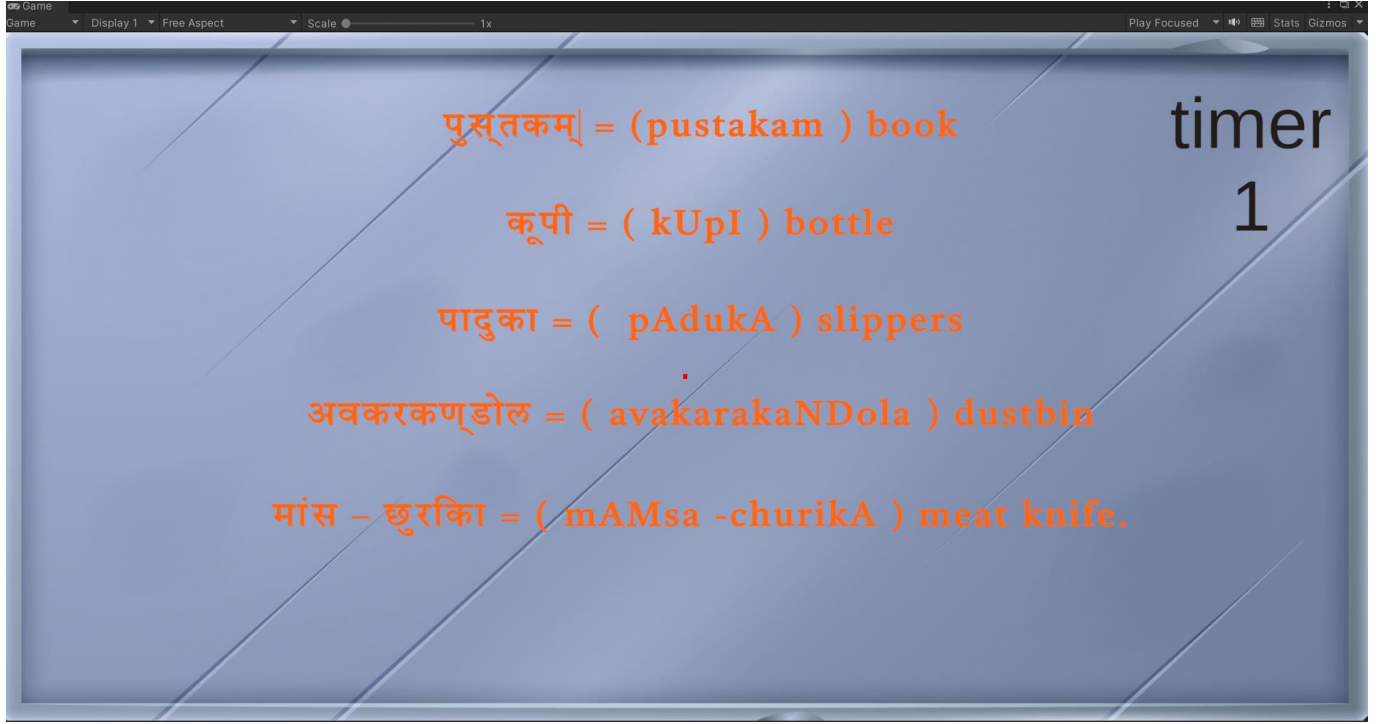 Game
Game Display 1 Free Aspect Scale 1x Play Focused Stats Gizmos
timer
1
पुस्तकम्| = (pustakam ) book
कूपी = ( kUpI ) bottle
पादुका = ( pAdukA ) slippers
अवकरकण्डोल = ( avakarakaNDola ) dustbin
मांस – छुरिका = ( mAMsa -churikA ) meat knife.